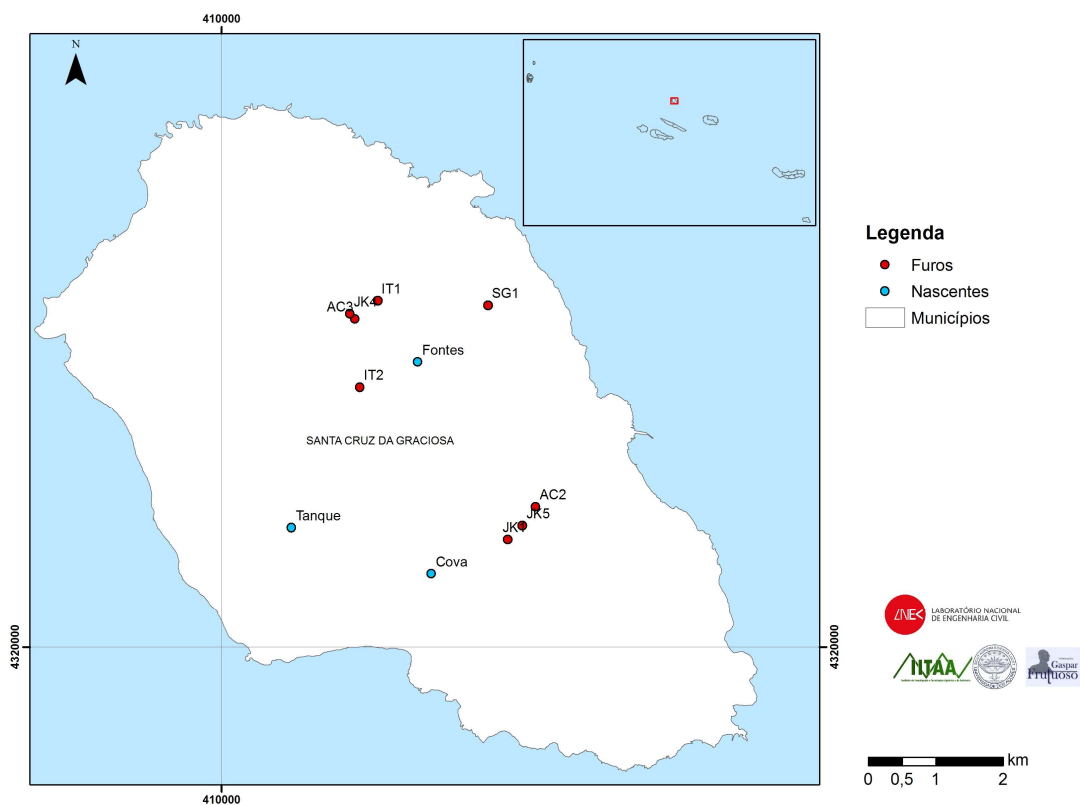 410000
N
IT1
SG1
AC3
JK4
Fontes
IT2
SANTA CRUZ DA GRACIOSA
AC2
JK5
Tanque
Cova
4320000
4320000
410000
Legenda
Furos
Nascentes
Municípios
LNEC
LABORATÓRIO NACIONAL
DE ENGENHARIA CIVIL
Gaspar
Frutuoso
km
0 0,5 1 2